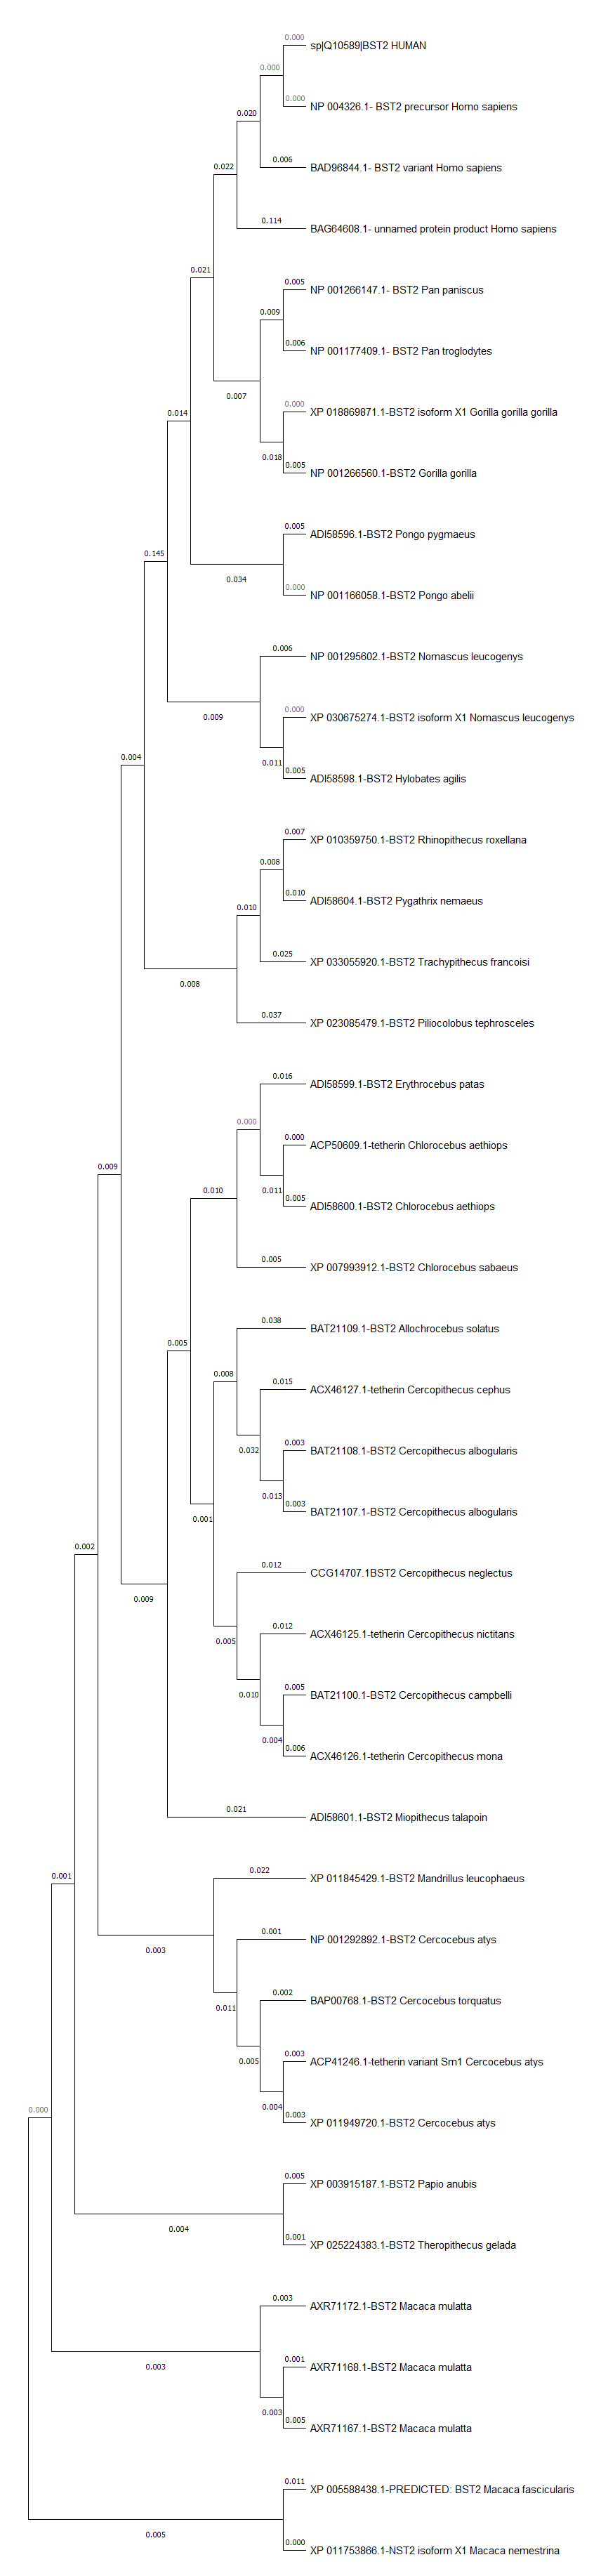 0.000
sp|Q10589|BST2 HUMAN
0.000
0.000
NP 004326.1- BST2 precursor Homo sapiens
0.020
0.006
BAD96844.1- BST2 variant Homo sapiens
0.022
0.114
BAG64608.1- unnamed protein product Homo sapiens
0.021
0.005
NP 001266147.1- BST2 Pan paniscus
0.009
0.006
NP 001177409.1- BST2 Pan troglodytes
0.007
0.000
XP 018869871.1-BST2 isoform X1 Gorilla gorilla gorilla
0.014
0.018
0.005
NP 001266560.1-BST2 Gorilla gorilla
0.005
ADI58596.1-BST2 Pongo pygmaeus
0.145
0.034
0.000
NP 001166058.1-BST2 Pongo abelii
0.006
NP 001295602.1-BST2 Nomascus leucogenys
0.009
0.000
XP 030675274.1-BST2 isoform X1 Nomascus leucogenys
0.004
0.011
0.005
ADI58598.1-BST2 Hylobates agilis
0.007
XP 010359750.1-BST2 Rhinopithecus roxellana
0.008
0.010
ADI58604.1-BST2 Pygathrix nemaeus
0.010
0.025
XP 033055920.1-BST2 Trachypithecus francoisi
0.008
0.037
XP 023085479.1-BST2 Piliocolobus tephrosceles
0.016
ADI58599.1-BST2 Erythrocebus patas
0.000
0.000
ACP50609.1-tetherin Chlorocebus aethiops
0.009
0.010
0.011
0.005
ADI58600.1-BST2 Chlorocebus aethiops
0.005
XP 007993912.1-BST2 Chlorocebus sabaeus
0.038
BAT21109.1-BST2 Allochrocebus solatus
0.005
0.008
0.015
ACX46127.1-tetherin Cercopithecus cephus
0.032
0.003
BAT21108.1-BST2 Cercopithecus albogularis
0.013
0.003
BAT21107.1-BST2 Cercopithecus albogularis
0.001
0.002
0.012
CCG14707.1BST2 Cercopithecus neglectus
0.009
0.012
ACX46125.1-tetherin Cercopithecus nictitans
0.005
0.005
BAT21100.1-BST2 Cercopithecus campbelli
0.010
0.004
0.006
ACX46126.1-tetherin Cercopithecus mona
0.021
ADI58601.1-BST2 Miopithecus talapoin
0.001
0.022
XP 011845429.1-BST2 Mandrillus leucophaeus
0.003
0.001
NP 001292892.1-BST2 Cercocebus atys
0.011
0.002
BAP00768.1-BST2 Cercocebus torquatus
0.005
0.003
ACP41246.1-tetherin variant Sm1 Cercocebus atys
0.000
0.004
0.003
XP 011949720.1-BST2 Cercocebus atys
0.005
XP 003915187.1-BST2 Papio anubis
0.004
0.001
XP 025224383.1-BST2 Theropithecus gelada
0.003
AXR71172.1-BST2 Macaca mulatta
0.003
0.001
AXR71168.1-BST2 Macaca mulatta
0.003
0.005
AXR71167.1-BST2 Macaca mulatta
0.011
XP 005588438.1-PREDICTED: BST2 Macaca fascicularis
0.005
0.000
XP 011753866.1-NST2 isoform X1 Macaca nemestrina